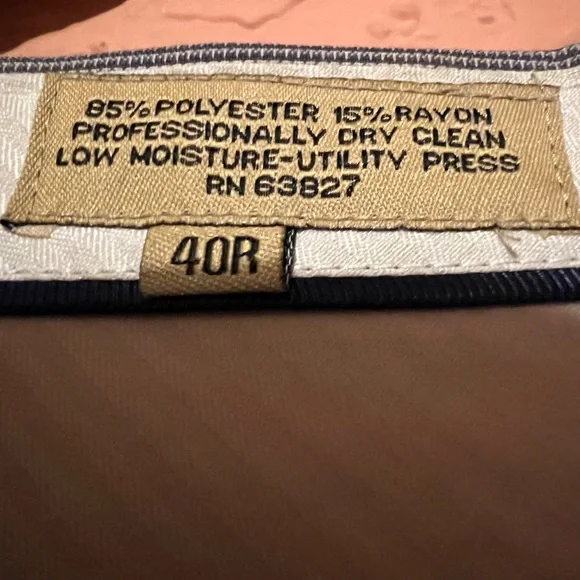 85% POLYESTER 15% RAYON
PROFESSIONALLY DRY CLEAN
LOW MOISTURE-UTILITY PRESS
RN 63827
40R